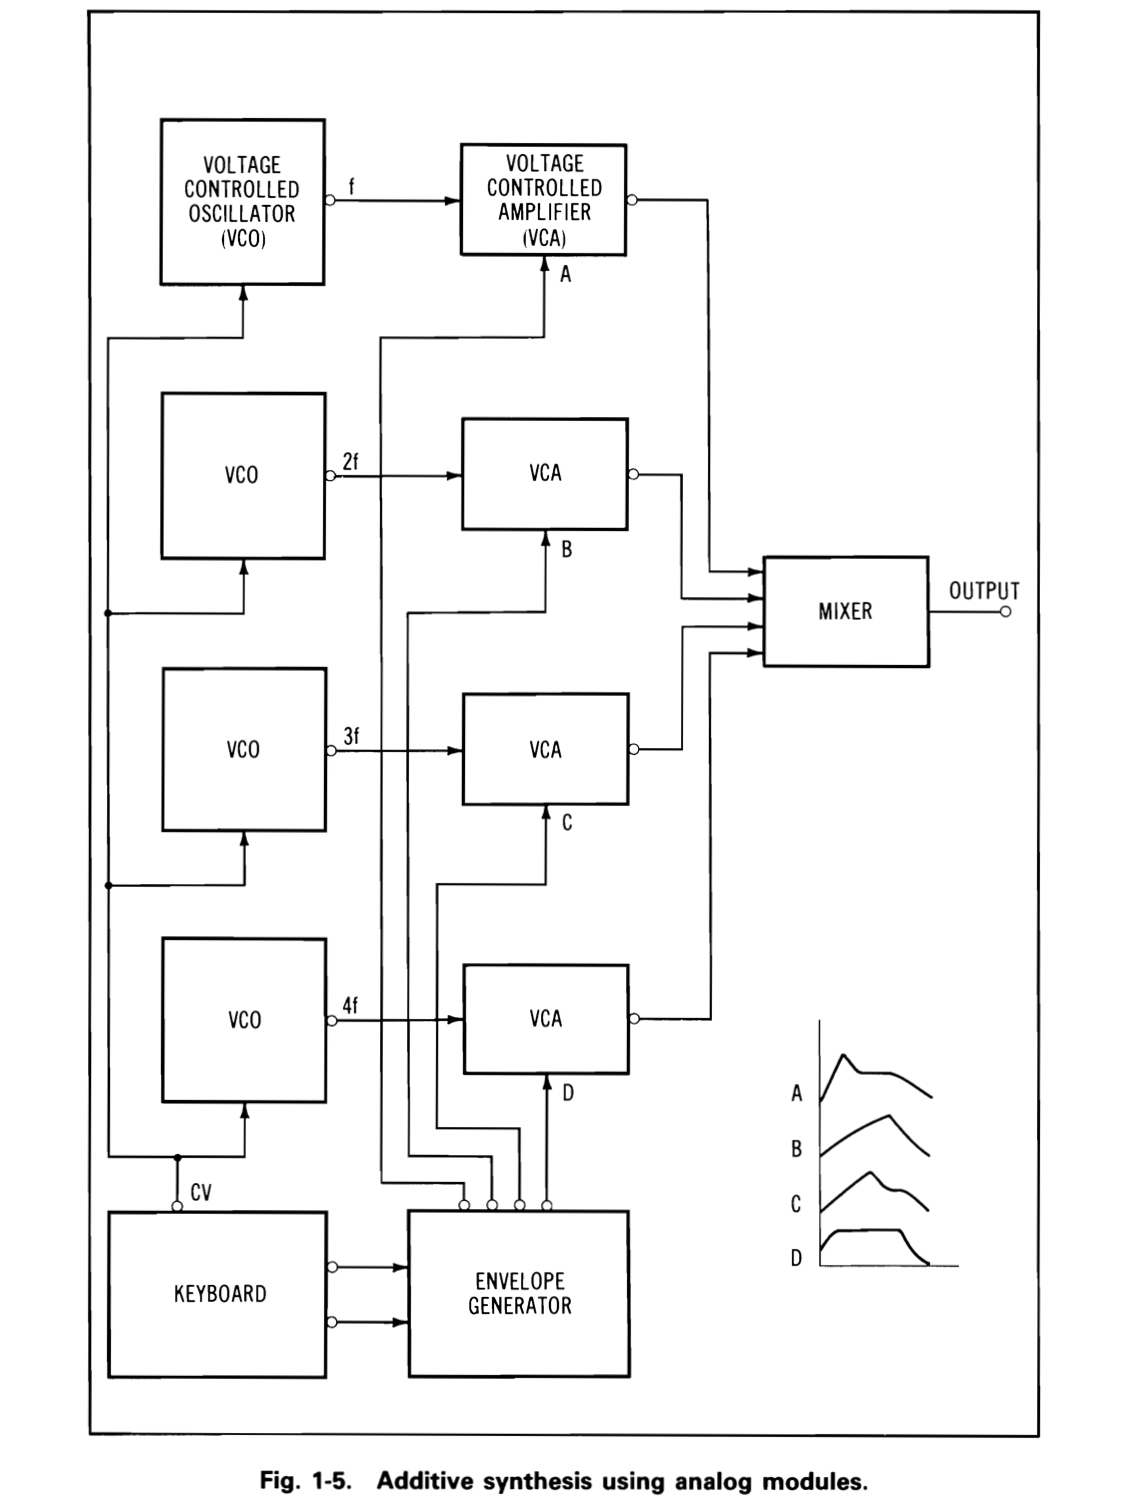 VOLTAGE
CONTROLLED
OSCILLATOR
(VCO)
f
VOLTAGE
CONTROLLED
AMPLIFIER
(VCA)
A
VCO
2f
VCA
B
MIXER
OUTPUT
VCO
3f
VCA
C
VCO
4f
VCA
D
A
B
C
D
CV
KEYBOARD
ENVELOPE
GENERATOR
Fig. 1-5. Additive synthesis using analog modules.